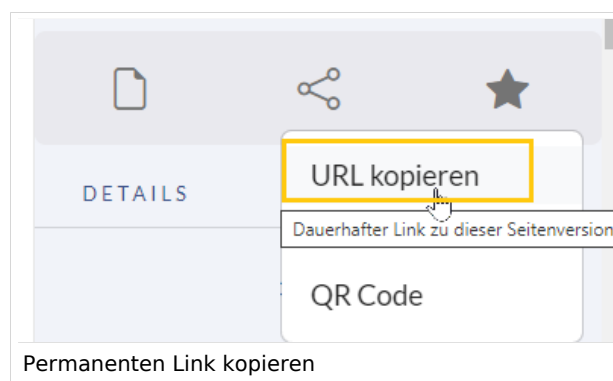 URL kopieren
DETAILS
Dauerhafter Link zu dieser Seitenversion
QR Code
Permanenten Link kopieren